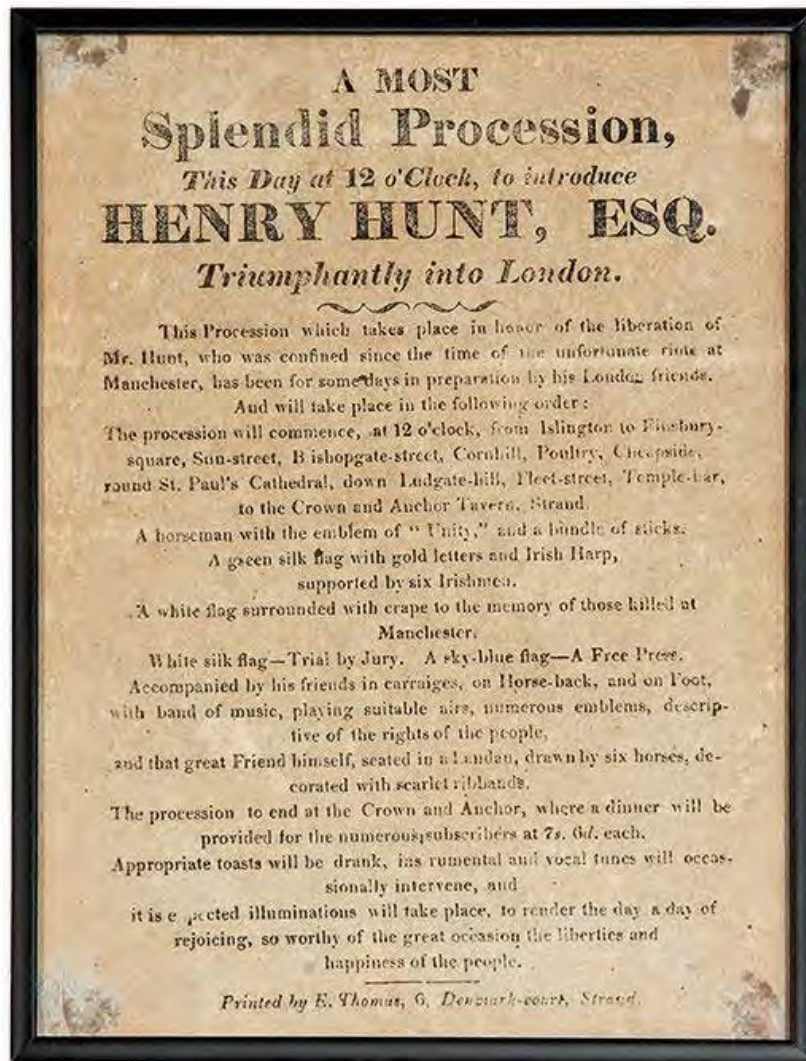 A MOST
Splendid Procession,
This Day at 12 o'Clock, to introduce
HENRY HUNT, ESQ.
Triumphantly into London.
This Procession which takes place in honor of the liberation of
Mr. Hunt, who was confined since the time of the unfortunate riots at
Manchester, has been for some days in preparation by his London friends.
And will take place in the following order:
The procession will commence, at 12 o'clock, from Islington to Finsbury-
square, Sun-street, Bishopgate-street, Cornhill, Poultry, Cheepside,
round St. Paul's Cathedral, down Ludgate-hill, Fleet-street, Temple-bar,
to the Crown and Anchor Tavern, Strand.
A horseman with the emblem of "Unity," and a bundle of sticks.
A green silk flag with gold letters and Irish Harp,
supported by six Irishmen.
A white flag surrounded with crape to the memory of those killed at
Manchester.
White silk flag—Trial by Jury. A sky-blue flag—A Free Press.
Accompanied by his friends in carraiges, on Horse-back, and on Foot,
with band of music, playing suitable airs, numerous emblems, descrip-
tive of the rights of the people,
and that great Friend himself, seated in a Landau, drawn by six horses, de-
corated with scarlet ribbands.
The procession to end at the Crown and Anchor, where a dinner will be
provided for the numerous subscribers at 7s. 6d. each.
Appropriate toasts will be drank, ins rumental and vocal tunes will occas-
sionally intervene, and
it is e pected illuminations will take place, to render the day a day of
rejoicing, so worthy of the great occasion the liberties and
happiness of the people.
Printed by E. Thomas, 6, Denmark-court, Strand.